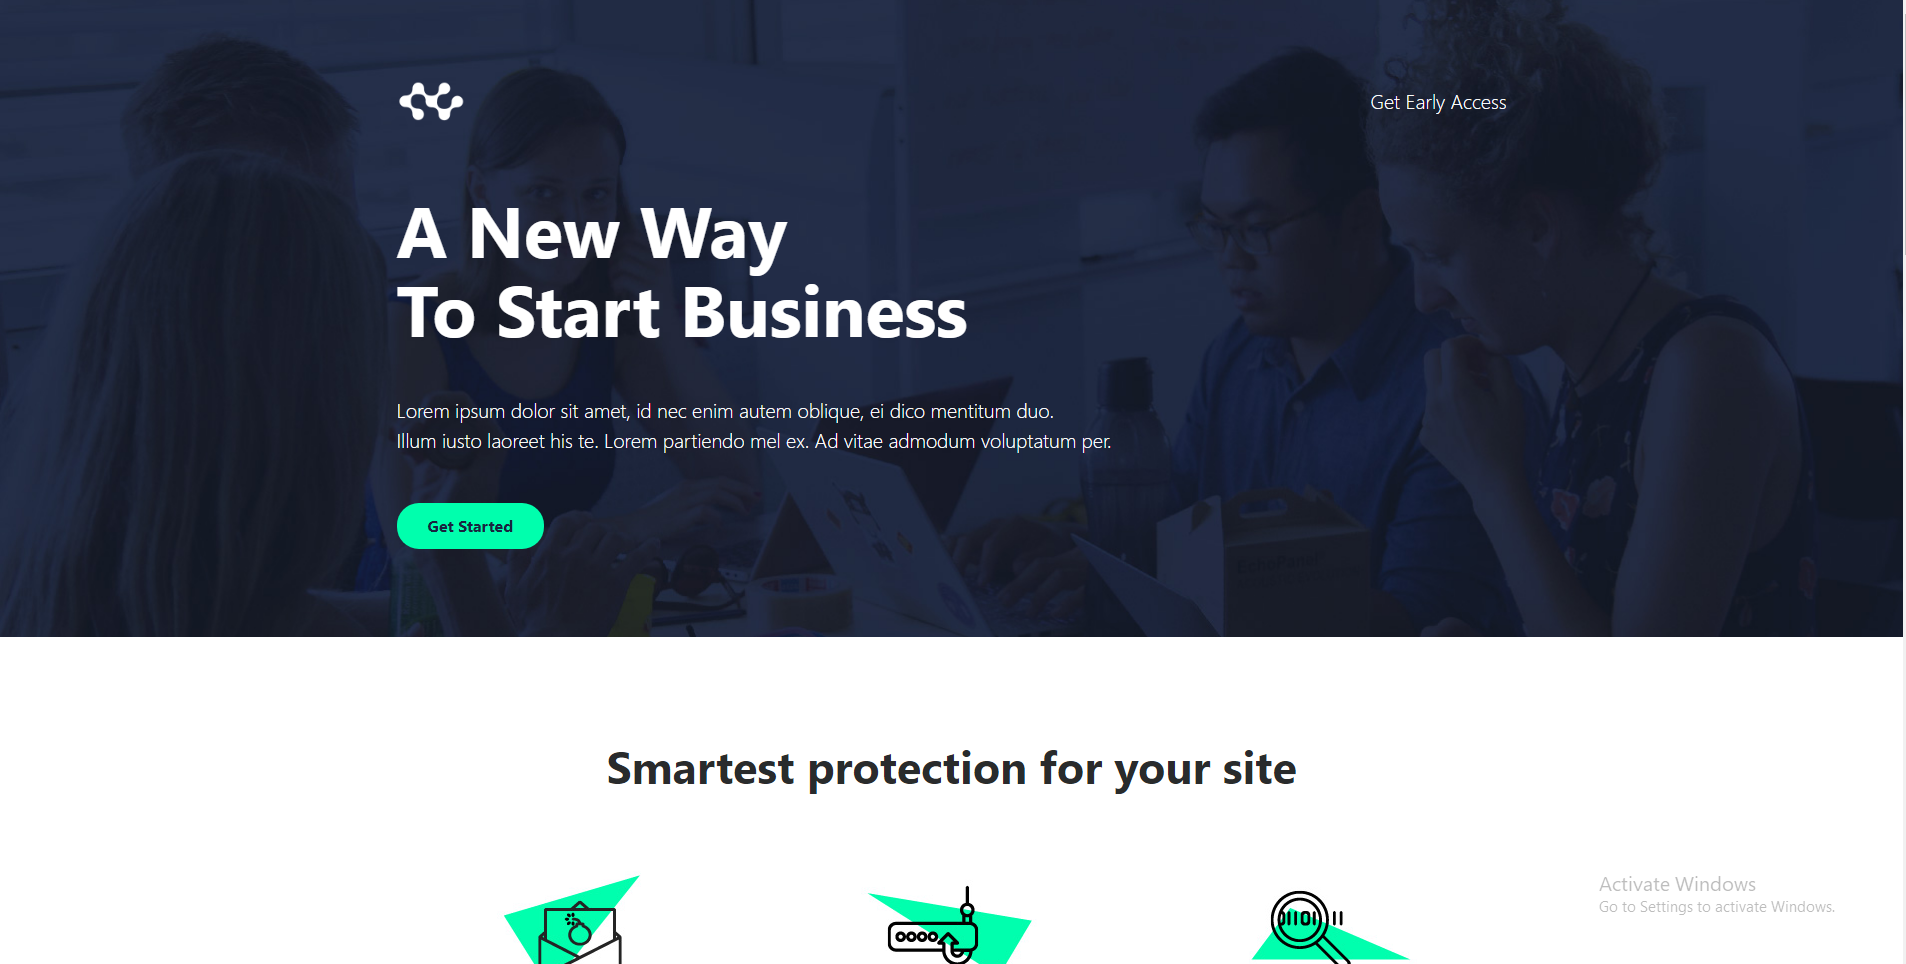 Get Early Access
A New Way
To Start Business
Lorem ipsum dolor sit amet, id nec enim autem oblique, ei dico mentitum duo.
Illum iusto laoreet his te. Lorem partiendo mel ex. Ad vitae admodum voluptatum per.
Get Started
Smartest protection for your site
Activate Windows
Go to Settings to activate Windows.